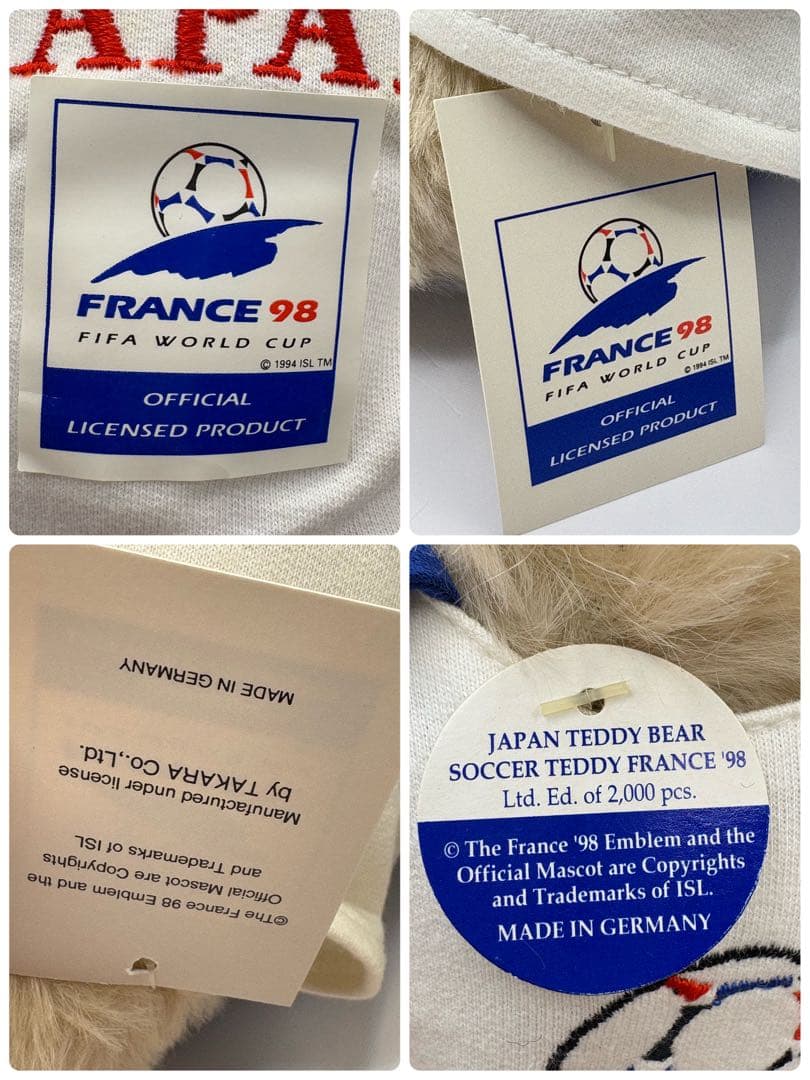 APA
FRANCE 98
FIFA WORLD CUP
© 1994 ISL TM
OFFICIAL
LICENSED PRODUCT
FRANCE 98
FIFA WORLD CUP
© 1994 ISL TM
OFFICIAL
LICENSED PRODUCT
©The France 98 Emblem and the
Official Mascot are Copyrights
and Trademarks of ISL
Manufactured under license
by TAKARA Co.,Ltd.
MADE IN GERMANY
JAPAN TEDDY BEAR
SOCCER TEDDY FRANCE '98
Ltd. Ed. of 2,000 pcs.
© The France '98 Emblem and the
Official Mascot are Copyrights
and Trademarks of ISL.
MADE IN GERMANY